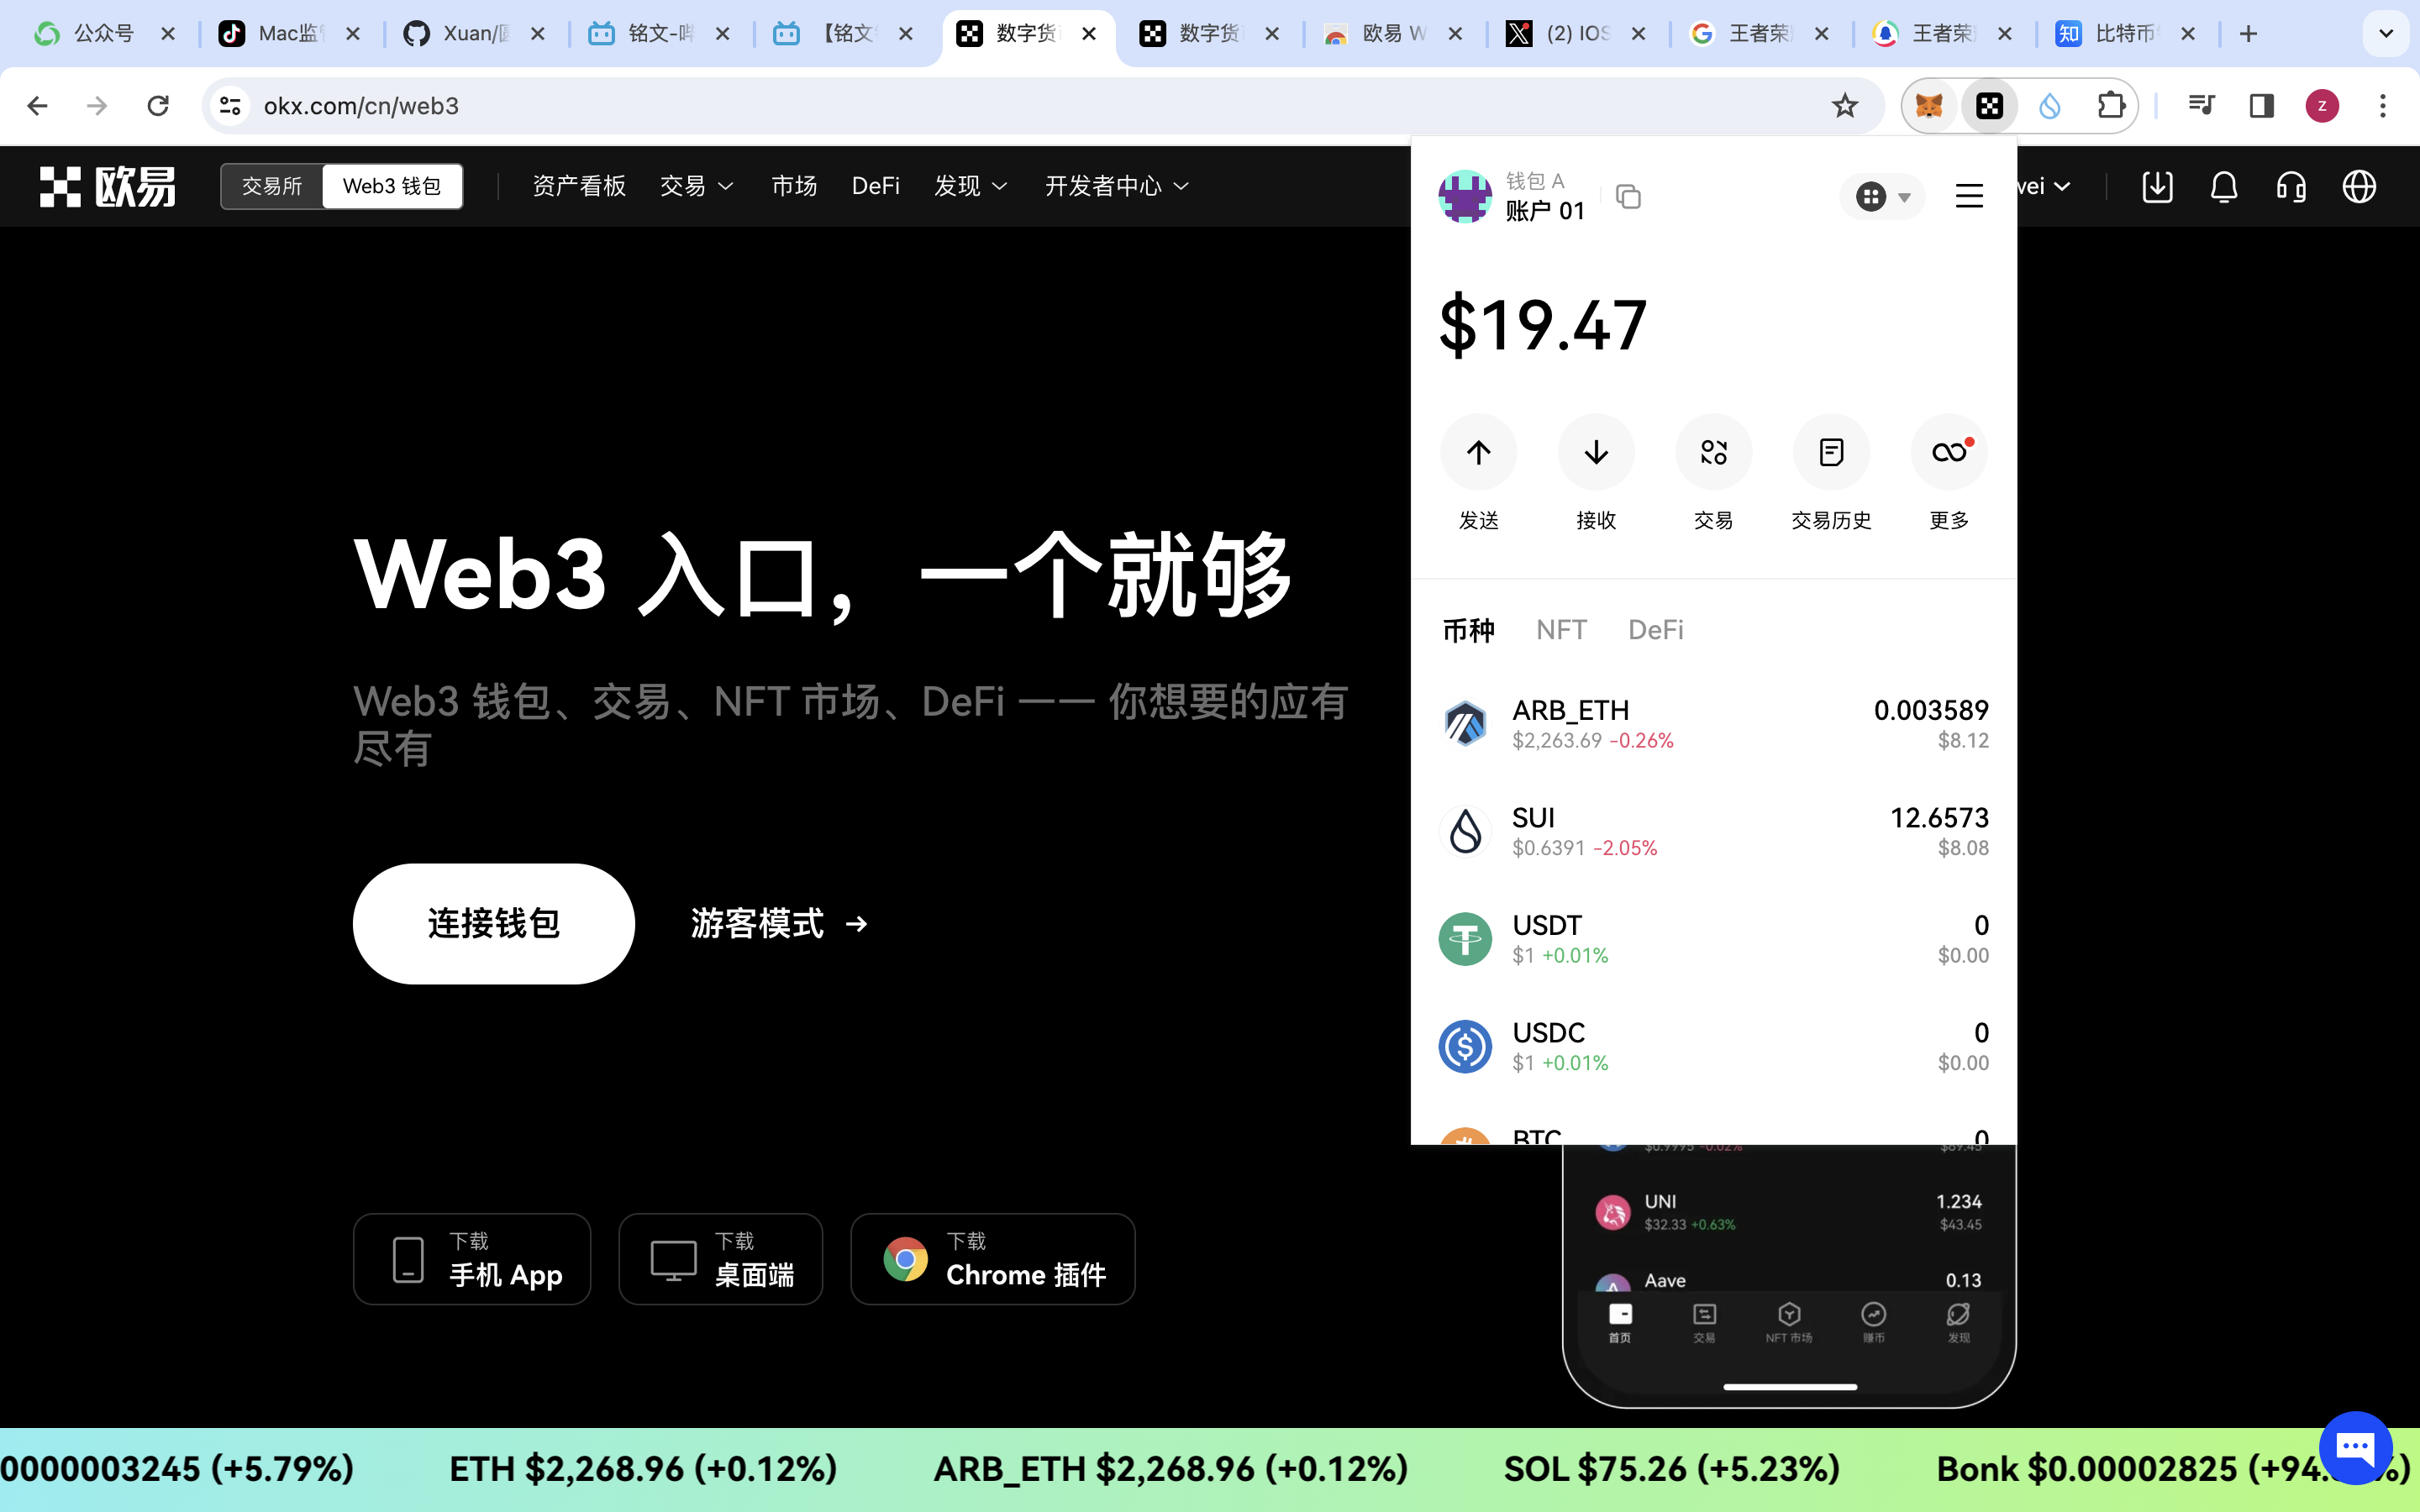 公众号
Mac监
Xuan/
铭文-哔
【铭文
数字货
数字货
欧易 W
(2) IOS
王者荣
王者荣
知 比特币
okx.com/cn/web3
z
欧易
交易所
Web3 钱包
资产看板
交易
市场
DeFi
发现
开发者中心
wei
钱包 A
账户 01
$19.47
发送
接收
交易
交易历史
更多
币种
NFT
DeFi
ARB_ETH
0.003589
$2,263.69 -0.26%
$8.12
SUI
12.6573
$0.6391 -2.05%
$8.08
USDT
0
$1 +0.01%
$0.00
USDC
0
$1 +0.01%
$0.00
BTC
0
Web3 入口，一个就够
Web3 钱包、交易、NFT 市场、DeFi 一一 你想要的应有
尽有
连接钱包
游客模式
下载
手机 App
下载
桌面端
下载
Chrome 插件
$0.9995 -0.02%
$89.45
UNI
1.234
$32.33 +0.63%
$43.45
Aave
0.13
首页
交易
NFT 市场
赚币
发现
0000003245 (+5.79%)
ETH $2,268.96 (+0.12%)
ARB_ETH $2,268.96 (+0.12%)
SOL $75.26 (+5.23%)
Bonk $0.00002825 (+94.
%)